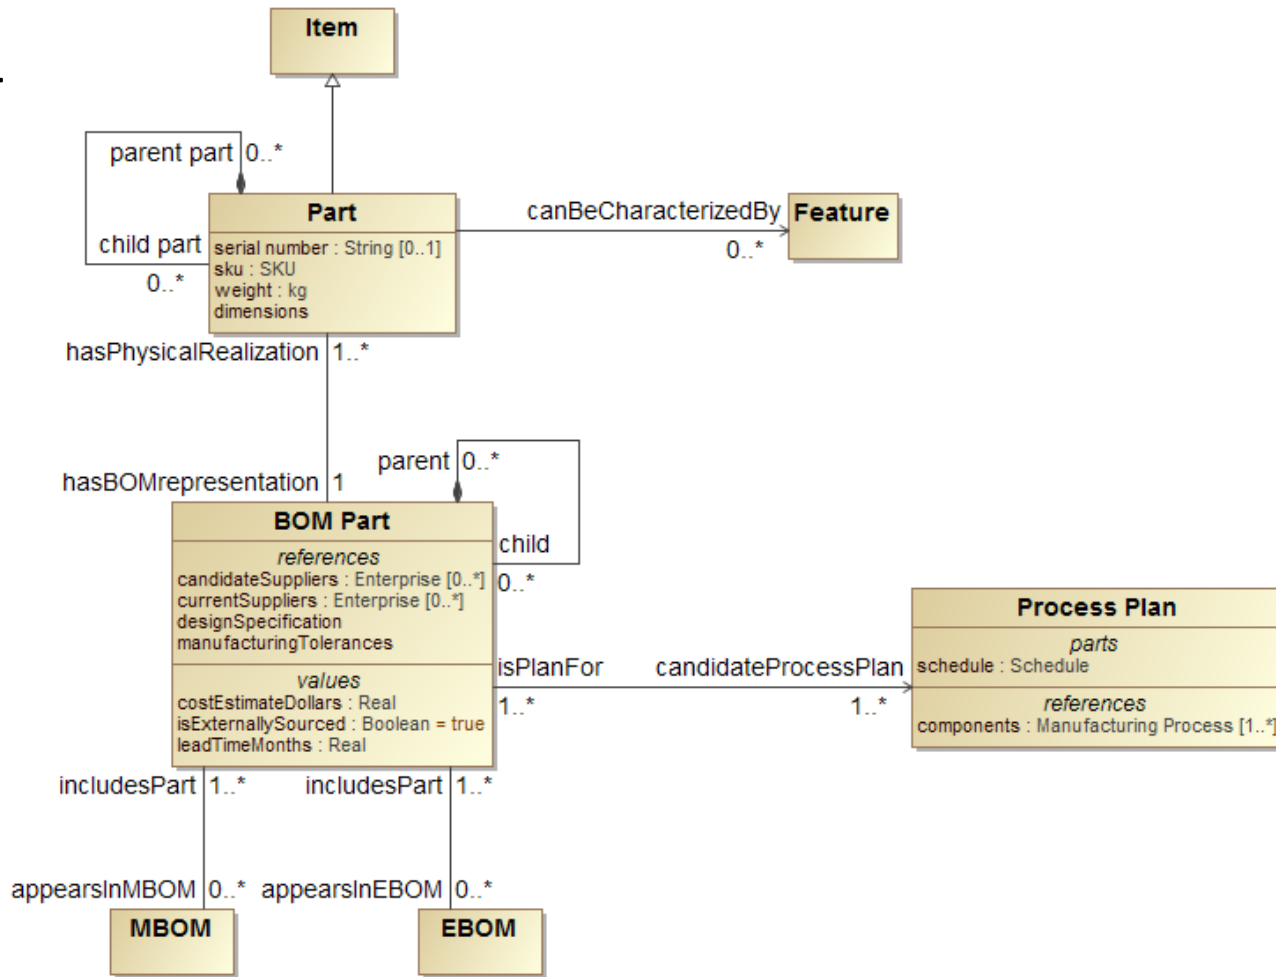 Item
parent part 0..*
Part
canBeCharacterizedBy
Feature
child part
serial number : String [0..1]
0..*
sku : SKU
0..*
weight : kg
dimensions
hasPhysicalRealization 1..*
parent 0..*
hasBOMrepresentation 1
BOM Part
child
references
candidateSuppliers : Enterprise [0..*]
0..*
currentSuppliers : Enterprise [0..*]
designSpecification
manufacturingTolerances
Process Plan
parts
schedule : Schedule
isPlanFor
candidateProcessPlan
values
1..*
1..*
references
costEstimateDollars : Real
components : Manufacturing Process [1..*]
isExternallySourced : Boolean = true
leadTimeMonths : Real
includesPart 1..*
includesPart 1..*
appearsInMBOM 0..*
appearsInEBOM 0..*
MBOM
EBOM